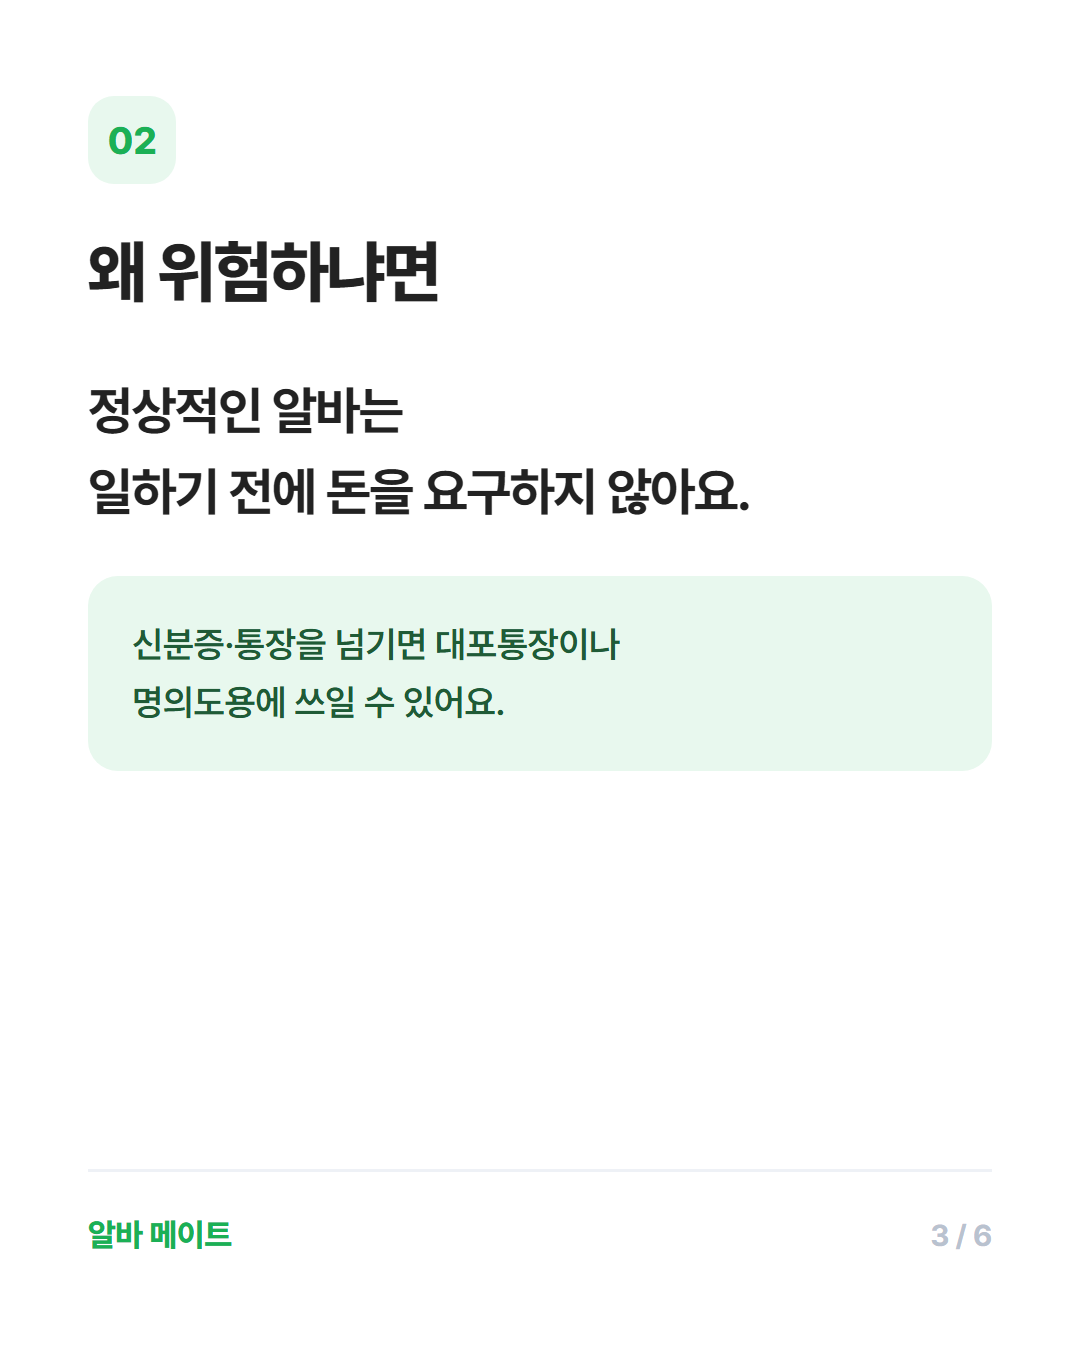 02
왜 위험하냐면
정상적인 알바는
일하기 전에 돈을 요구하지 않아요.
신분증·통장을 넘기면 대포통장이나
명의도용에 쓰일 수 있어요.
알바 메이트
3 / 6